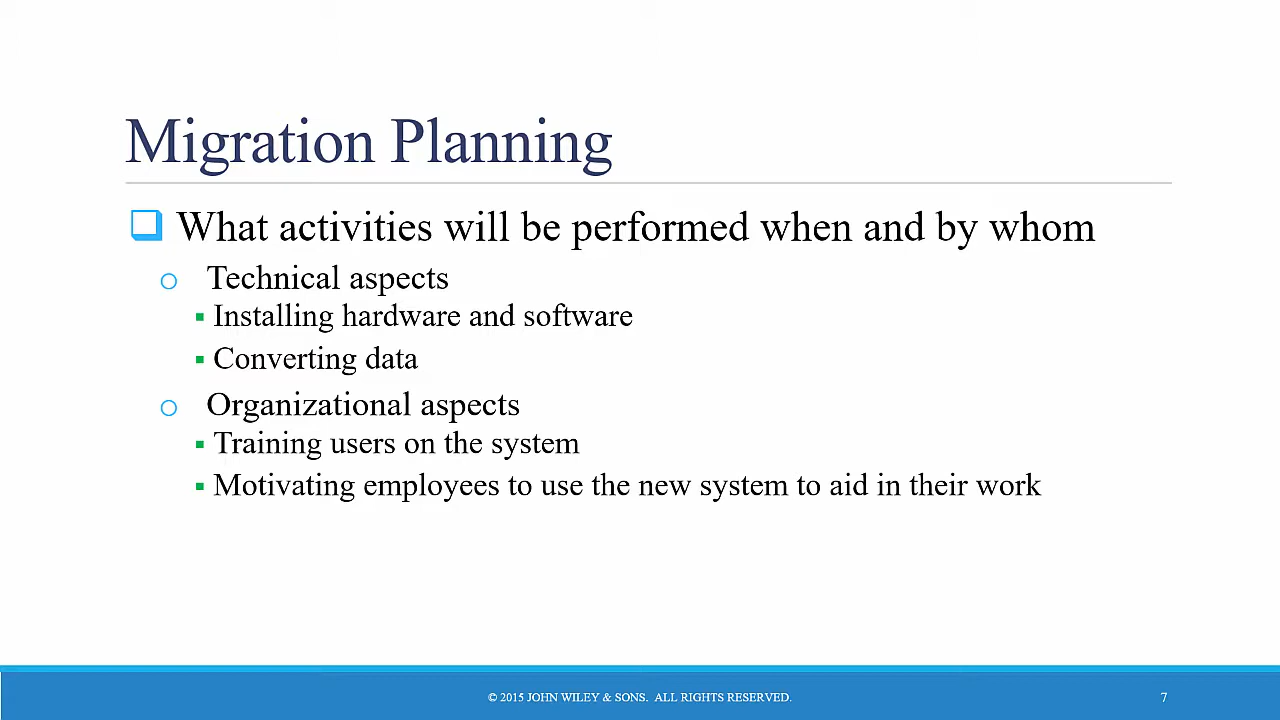 Migration Planning
What activities will be performed when and by whom
Technical aspects
Installing hardware and software
Converting data
Organizational aspects
Training users on the system
Motivating employees to use the new system to aid in their work
© 2015 JOHN WILEY & SONS. ALL RIGHTS RESERVED.
7